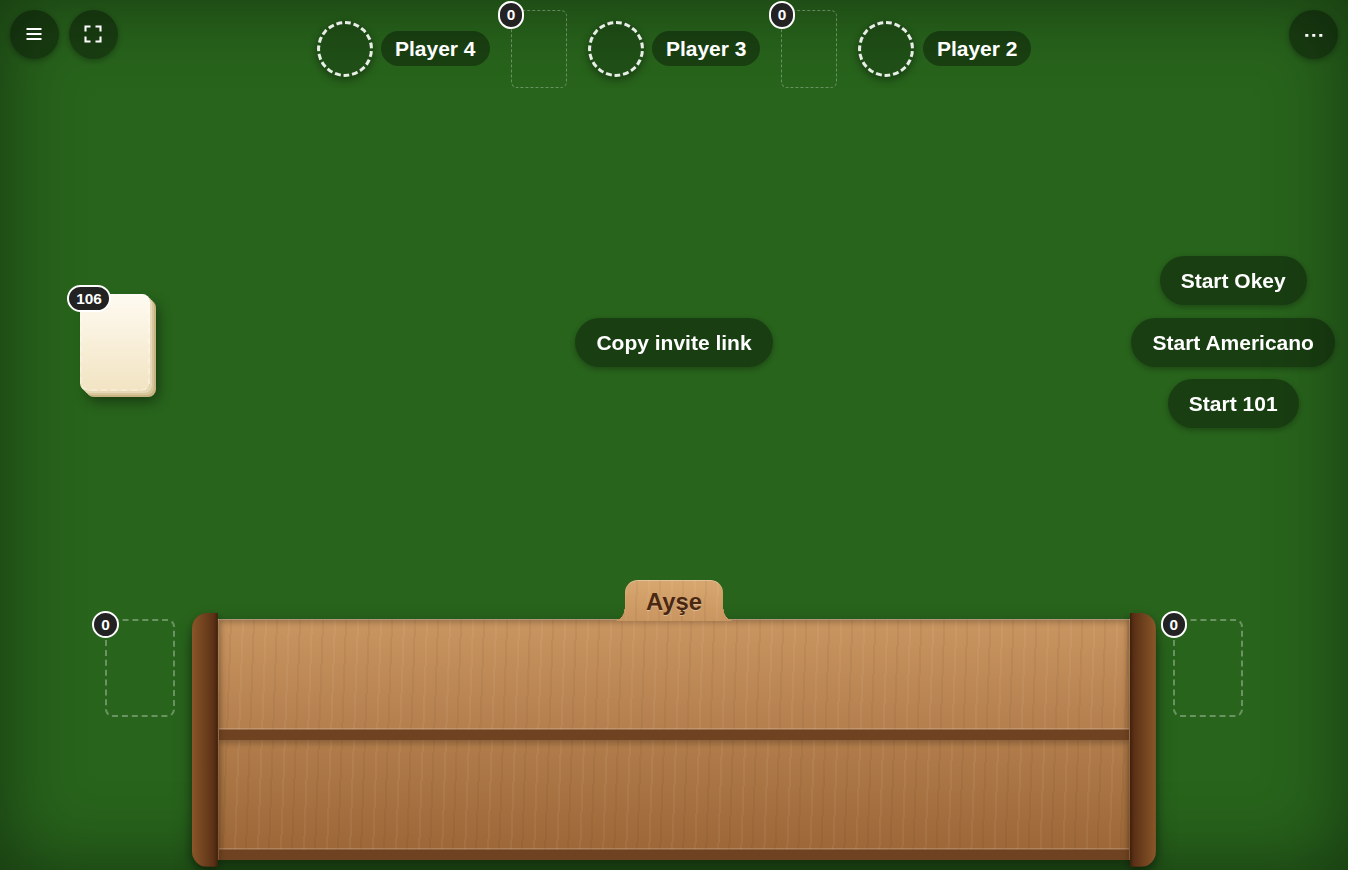 0
0
Player 4
Player 3
Player 2
106
Start Okey
Copy invite link
Start Americano
Start 101
Ayşe
0
0